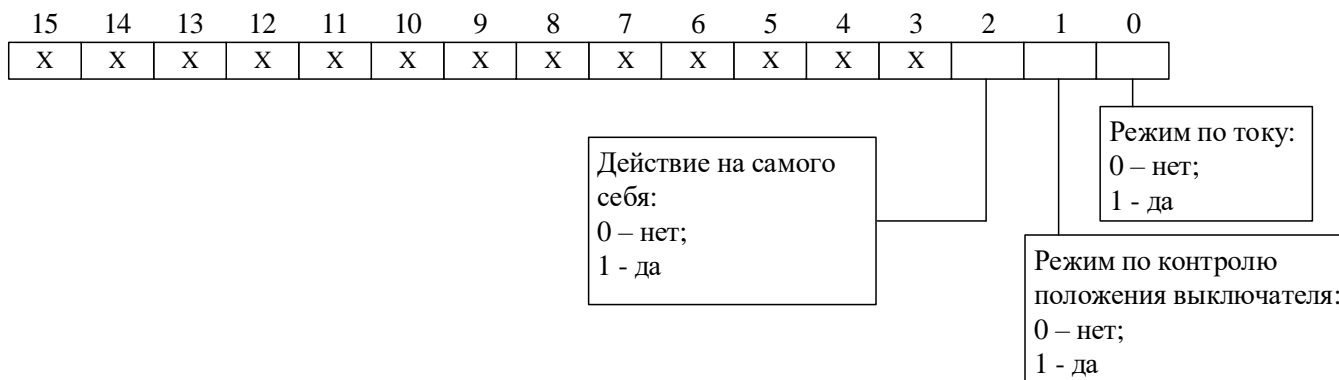 15 14 13 12 11 10 9 8 7 6 5 4 3 2 1 0
X X X X X X X X X X X X X
Действие на самого
себя:
0 – нет;
1 - да
Режим по току:
0 – нет;
1 - да
Режим по контролю
положения выключателя:
0 – нет;
1 - да